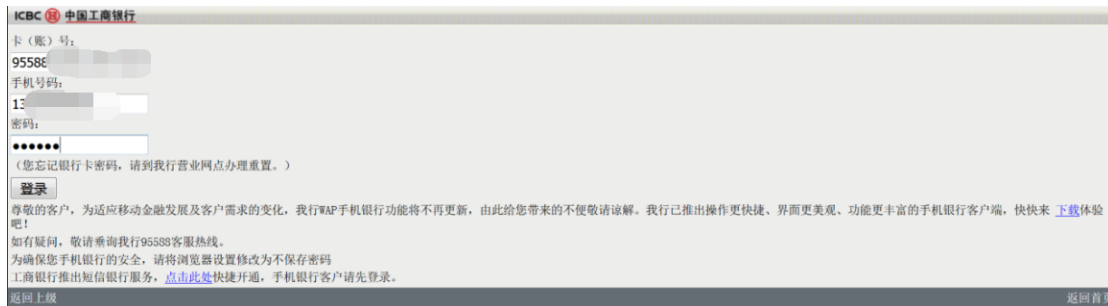 ICBC 中国工商银行
卡（账）号：
95588
手机号码：
13
密码：
●●●●●●
（您忘记银行卡密码，请到我行营业网点办理重置。）
登录
尊敬的客户，为适应移动金融发展及客户需求的变化，我行WAP手机银行功能将不再更新，由此给您带来的不便敬请谅解。我行已推出操作更快捷、界面更美观、功能更丰富的手机银行客户端，快快来 下载体验
吧！
如有疑问，敬请垂询我行95588客服热线。
为确保您手机银行的安全，请将浏览器设置修改为不保存密码
工商银行推出短信银行服务，点击此处快捷开通，手机银行客户请先登录。
返回上级 返回首页